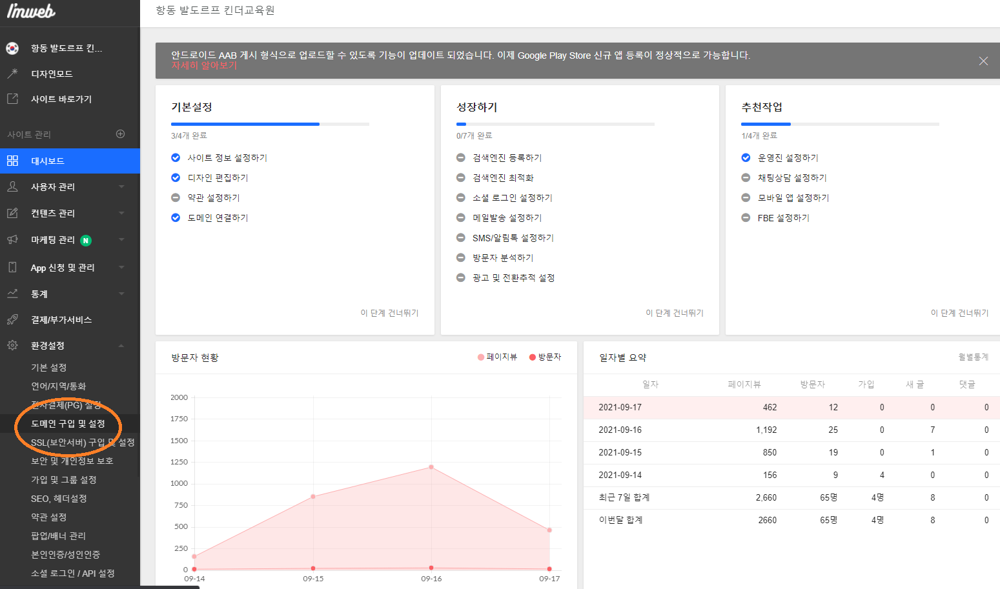 I'mweb
항동 발도르프 킨더교육원
항동 발도르프 킨...
디자인모드
사이트 바로가기
사이트 관리
대시보드
사용자 관리
컨텐츠 관리
마케팅 관리 N
App 신청 및 관리
통계
결제/부가서비스
환경설정
기본 설정
언어/지역/통화
전자결제(PG) 설정
도메인 구입 및 설정
SSL(보안서버) 구입 및 설정
보안 및 개인정보 보호
가입 및 그룹 설정
SEO, 헤더설정
약관 설정
팝업/배너 관리
본인인증/성인인증
소셜 로그인 / API 설정
안드로이드 AAB 게시 형식으로 업로드할 수 있도록 기능이 업데이트 되었습니다. 이제 Google Play Store 신규 앱 등록이 정상적으로 가능합니다.
자세히 알아보기
기본설정
3/4개 완료
사이트 정보 설정하기
디자인 편집하기
약관 설정하기
도메인 연결하기
이 단계 건너뛰기
성장하기
0/7개 완료
검색엔진 등록하기
검색엔진 최적화
소셜 로그인 설정하기
메일발송 설정하기
SMS/알림톡 설정하기
방문자 분석하기
광고 및 전환추적 설정
이 단계 건너뛰기
추천작업
1/4개 완료
운영진 설정하기
채팅상담 설정하기
모바일 앱 설정하기
FBE 설정하기
이 단계 건너뛰기
방문자 현황
페이지뷰 방문자
2000
1750
1500
1250
1000
750
500
250
0
09-14 09-15 09-16 09-17
일자별 요약 월별통계
일자 페이지뷰 방문자 가입 새 글 댓글
2021-09-17 462 12 0 0 0
2021-09-16 1,192 25 0 7 0
2021-09-15 850 19 0 1 0
2021-09-14 156 9 4 0 0
최근 7일 합계 2,660 65명 4명 8 0
이번달 합계 2660 65명 4명 8 0